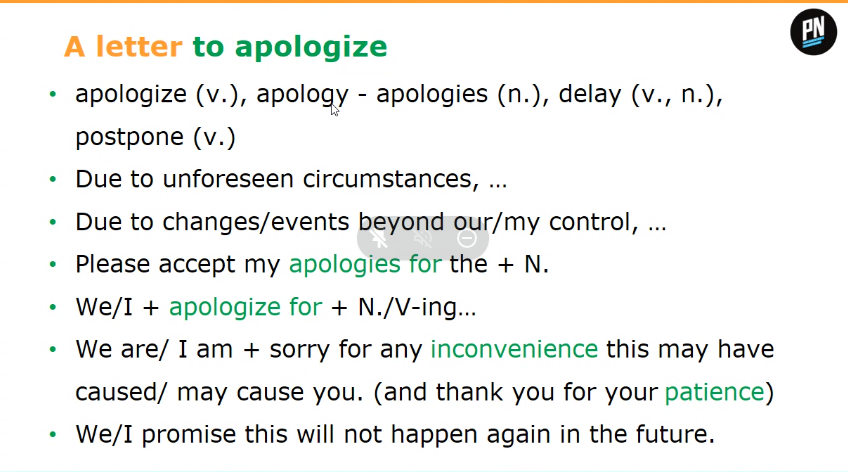 PN
A letter to apologize
• apologize (v.), apology - apologies (n.), delay (v., n.),
postpone (v.)
• Due to unforeseen circumstances, …
• Due to changes/events beyond our/my control, …
• Please accept my apologies for the + N.
• We/I + apologize for + N./V-ing…
• We are/ I am + sorry for any inconvenience this may have
caused/ may cause you. (and thank you for your patience)
• We/I promise this will not happen again in the future.